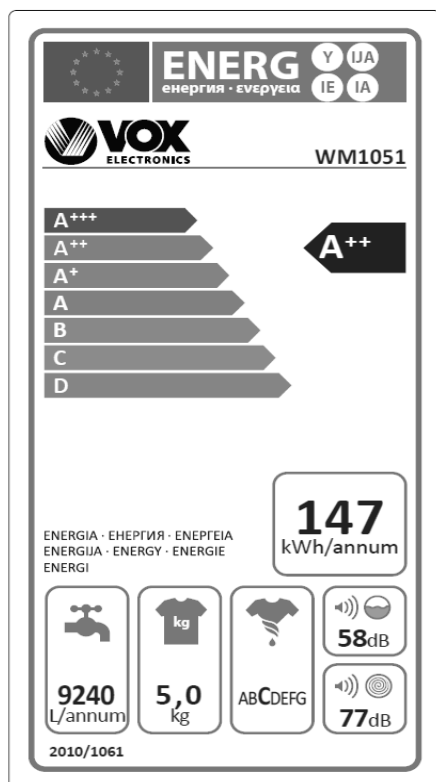 ENERG Y IJA
енергия · ενεργεια IE IA
VOX
ELECTRONICS
WM1051
A+++
A++
A++
A+
A
B
C
D
147
kWh/annum
ENERGIA · ЕНЕРГИЯ · ΕΝΕΡΓΕΙΑ
ENERGIJA · ENERGY · ENERGIE
ENERGI
kg
58dB
9240
L/annum
5,0
kg
ABCDEFG
77dB
2010/1061